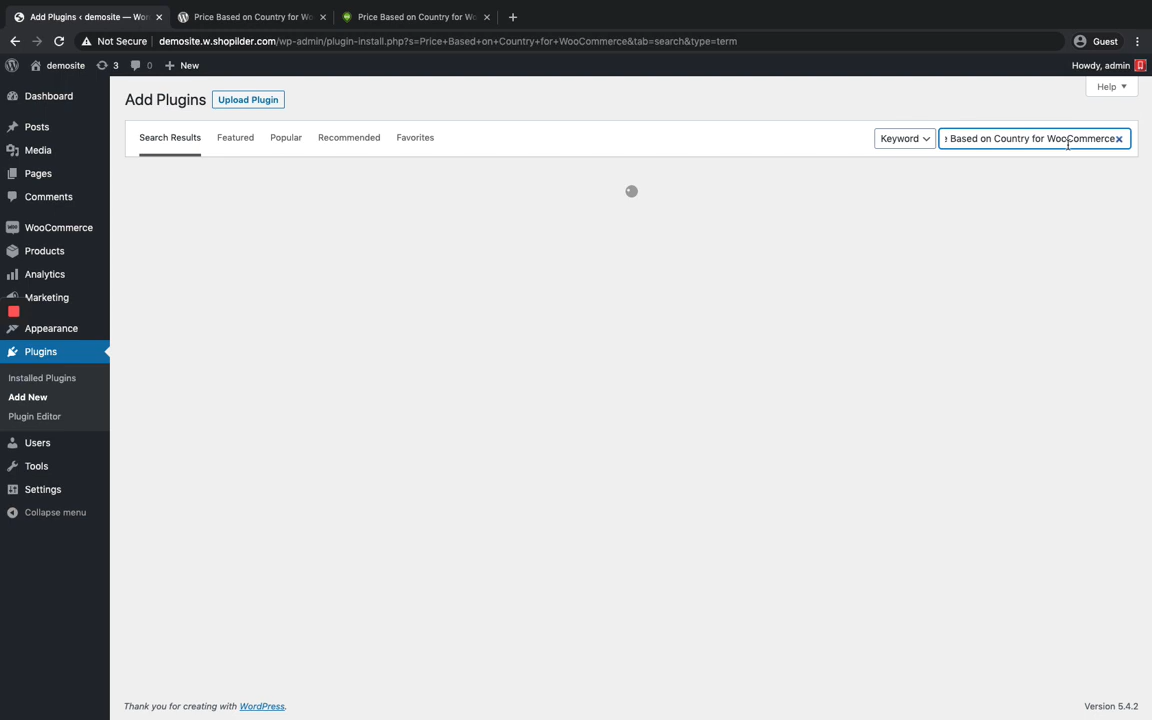 Add Plugins ‹ demosite — Wor
Price Based on Country for Wo
Price Based on Country for Wo
Not Secure
demosite.w.shopilder.com/wp-admin/plugin-install.php?s=Price+Based+on+Country+for+WooCommerce&tab=search&type=term
Guest
demosite
3
0
New
Howdy, admin
Dashboard
Posts
Media
Pages
Comments
WooCommerce
Products
Analytics
Marketing
Appearance
Plugins
Installed Plugins
Add New
Plugin Editor
Users
Tools
Settings
Collapse menu
Help
Add Plugins
Upload Plugin
Search Results
Featured
Popular
Recommended
Favorites
Keyword
Based on Country for WooCommerce
Thank you for creating with WordPress.
Version 5.4.2